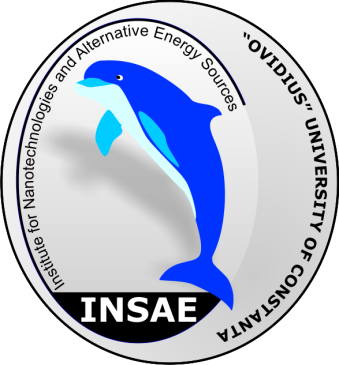 Institute for Nanotechnologies and Alternative Energy Sources
"OVIDIUS" UNIVERSITY OF CONSTANTA
INSAE